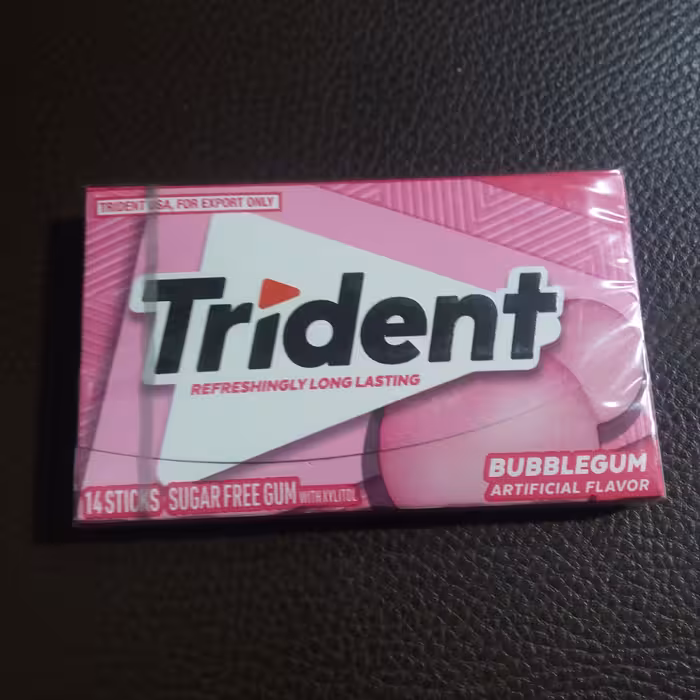 TRIDENT USA, FOR EXPORT ONLY
Trident
REFRESHINGLY LONG LASTING
BUBBLEGUM
ARTIFICIAL FLAVOR
14 STICKS SUGAR FREE GUM WITH XYLITOL